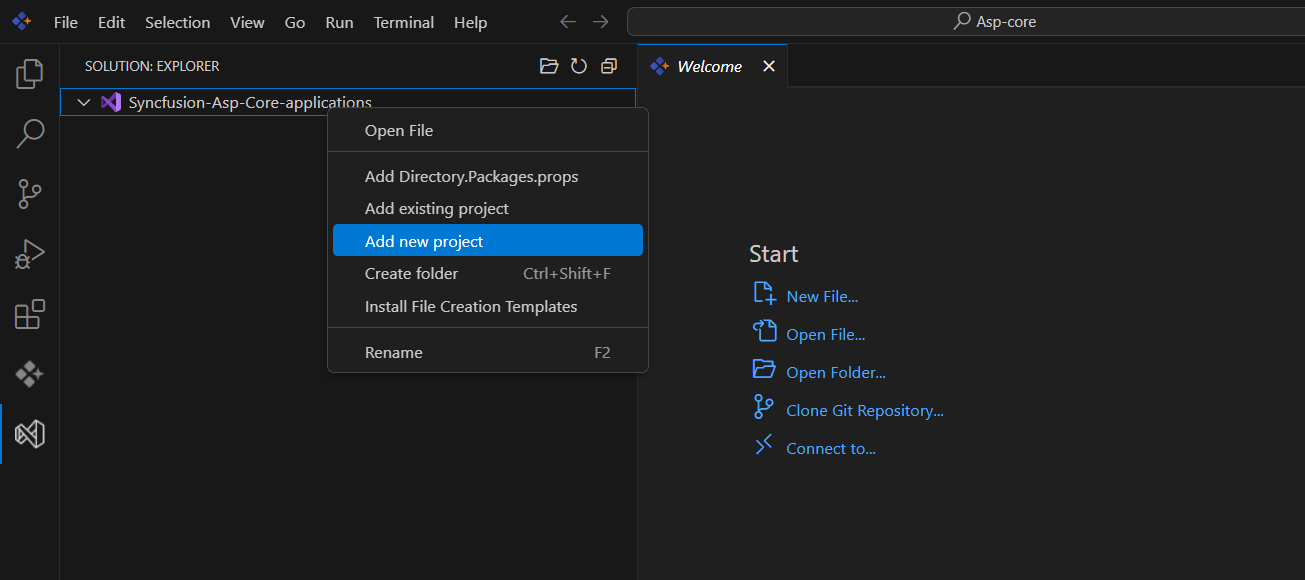 File Edit Selection View Go Run Terminal Help
Asp-core
SOLUTION: EXPLORER
Welcome
Syncfusion-Asp-Core-applications
Open File
Add Directory.Packages.props
Add existing project
Add new project
Create folder Ctrl+Shift+F
Install File Creation Templates
Rename F2
Start
New File...
Open File...
Open Folder...
Clone Git Repository...
Connect to...